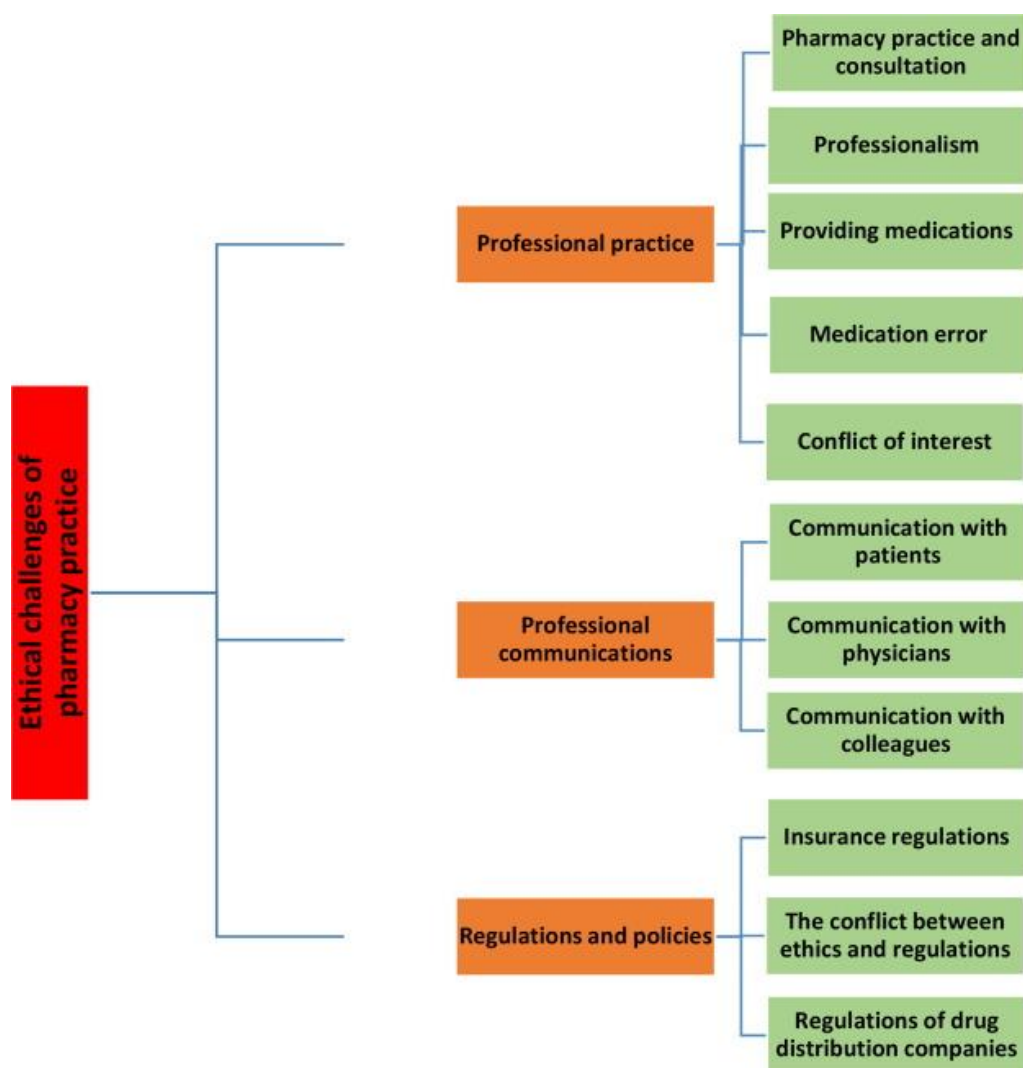 Ethical challenges of
pharmacy practice
Professional practice
Pharmacy practice and
consultation
Professionalism
Providing medications
Medication error
Conflict of interest
Professional
communications
Communication with
patients
Communication with
physicians
Communication with
colleagues
Regulations and policies
Insurance regulations
The conflict between
ethics and regulations
Regulations of drug
distribution companies